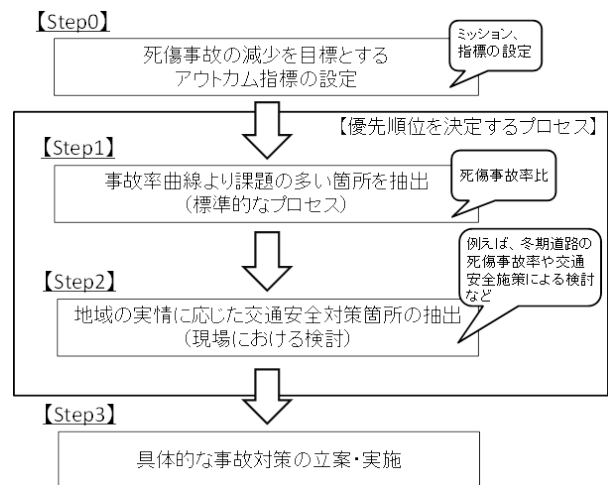 【Step0】
死傷事故の減少を目標とする
アウトカム指標の設定
ミッション、
指標の設定
【優先順位を決定するプロセス】
【Step1】
事故率曲線より課題の多い箇所を抽出
(標準的なプロセス)
死傷事故率比
【Step2】
地域の実情に応じた交通安全対策箇所の抽出
(現場における検討)
例えば、冬期道路の
死傷事故率や交通
安全施策による検討
など
【Step3】
具体的な事故対策の立案・実施